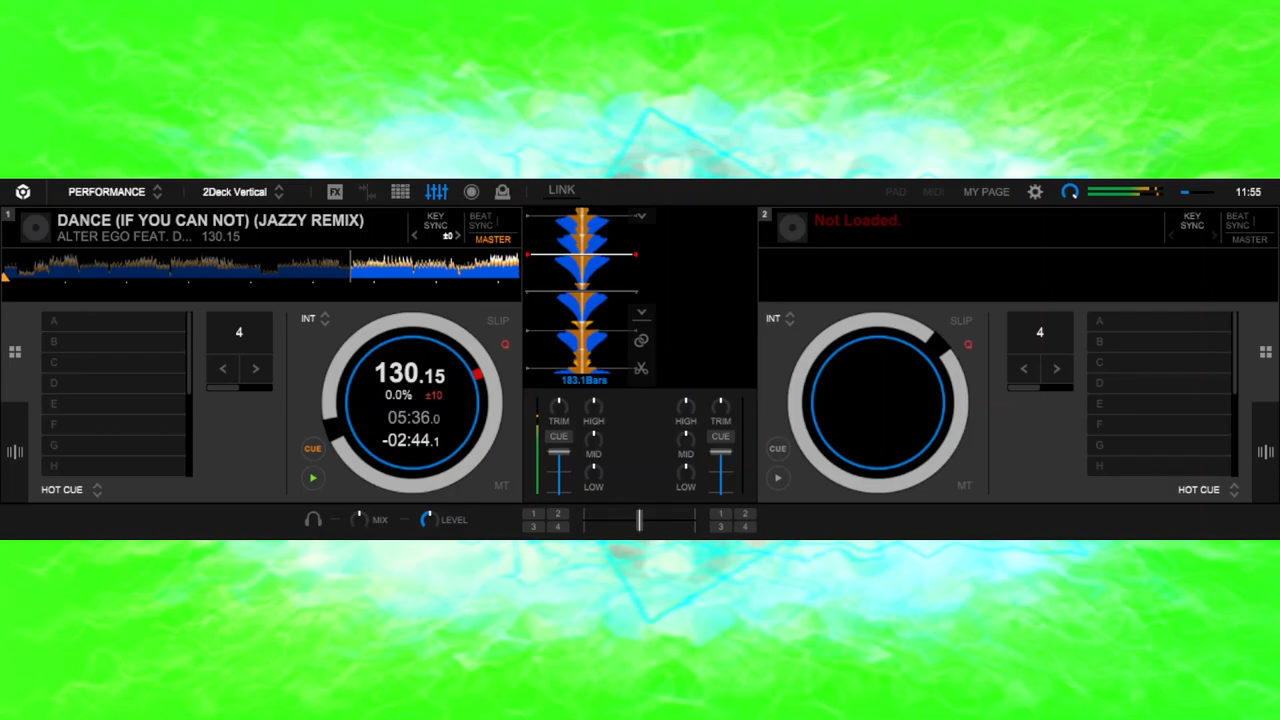 PERFORMANCE 2Deck Vertical FX LINK PAD MIDI MY PAGE 11:55
1 DANCE (IF YOU CAN NOT) (JAZZY REMIX) KEY SYNC BEAT SYNC
ALTER EGO FEAT. D... 130.15 < ±0 > MASTER
2 Not Loaded. KEY SYNC < > BEAT SYNC MASTER
A
B
C
D
E
F
G
H
HOT CUE
4
< >
INT
SLIP
Q
130.15
0.0% ±10
05:36.0
-02:44.1
CUE
MT
183.1Bars
TRIM HIGH HIGH TRIM
CUE CUE
MID MID
LOW LOW
INT
SLIP
Q
CUE
MT
4
< >
A
B
C
D
E
F
G
H
HOT CUE
MIX LEVEL
1 2 1 2
3 4 3 4